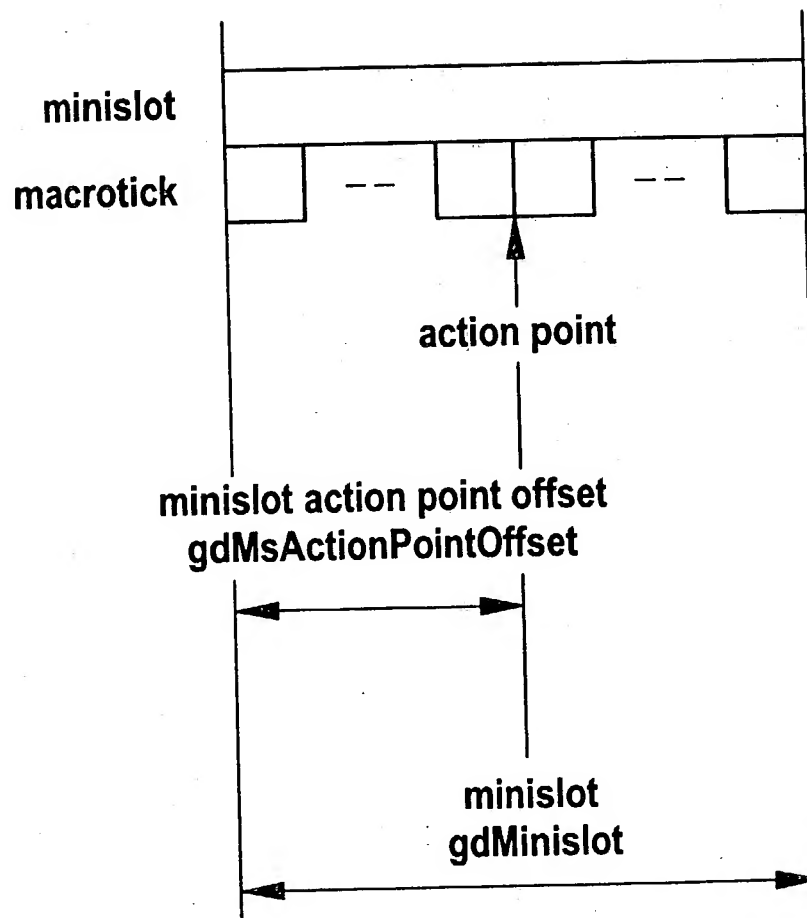 minislot
macrotick
action point
minislot action point offset
gdMsActionPointOffset
minislot
gdMinislot